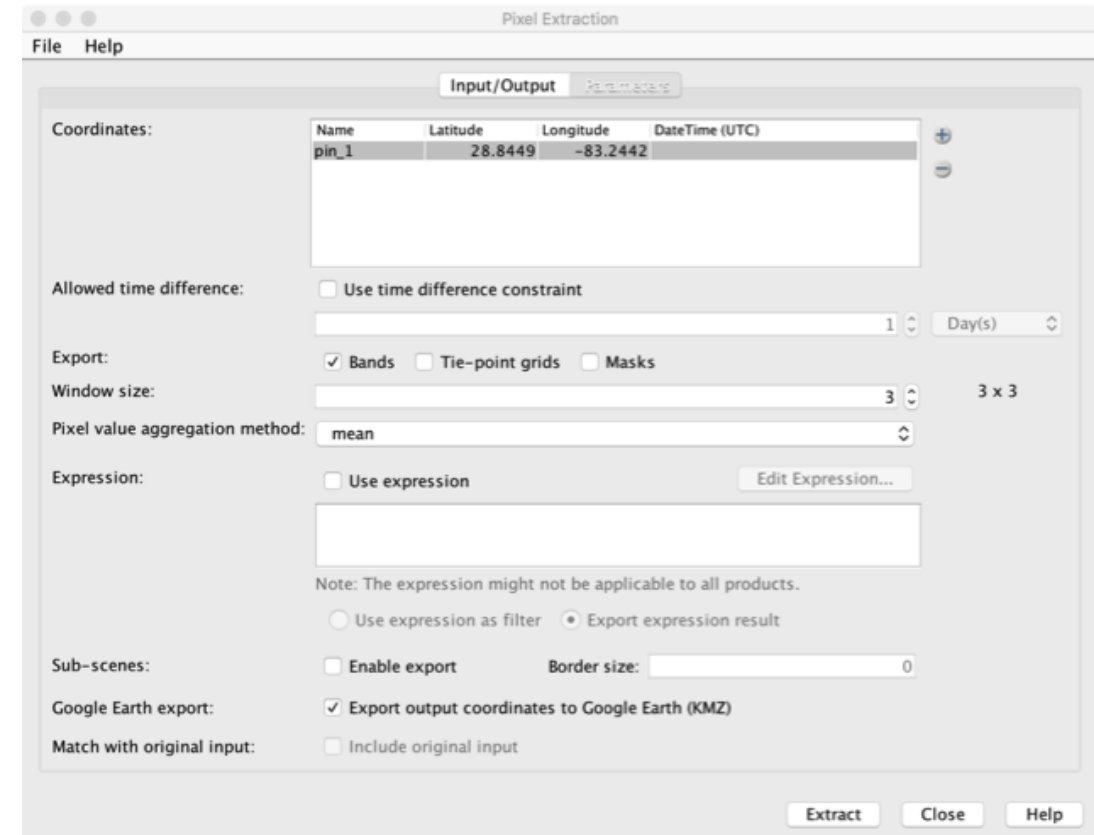 Pixel Extraction
File Help
Input/Output Parameters
Coordinates:
Name Latitude Longitude DateTime (UTC)
pin_1 28.8449 -83.2442
Allowed time difference: Use time difference constraint
1 Day(s)
Export: Bands Tie-point grids Masks
Window size: 3 3 x 3
Pixel value aggregation method: mean
Expression: Use expression Edit Expression...
Note: The expression might not be applicable to all products.
Use expression as filter Export expression result
Sub-scenes: Enable export Border size: 0
Google Earth export: Export output coordinates to Google Earth (KMZ)
Match with original input: Include original input
Extract Close Help